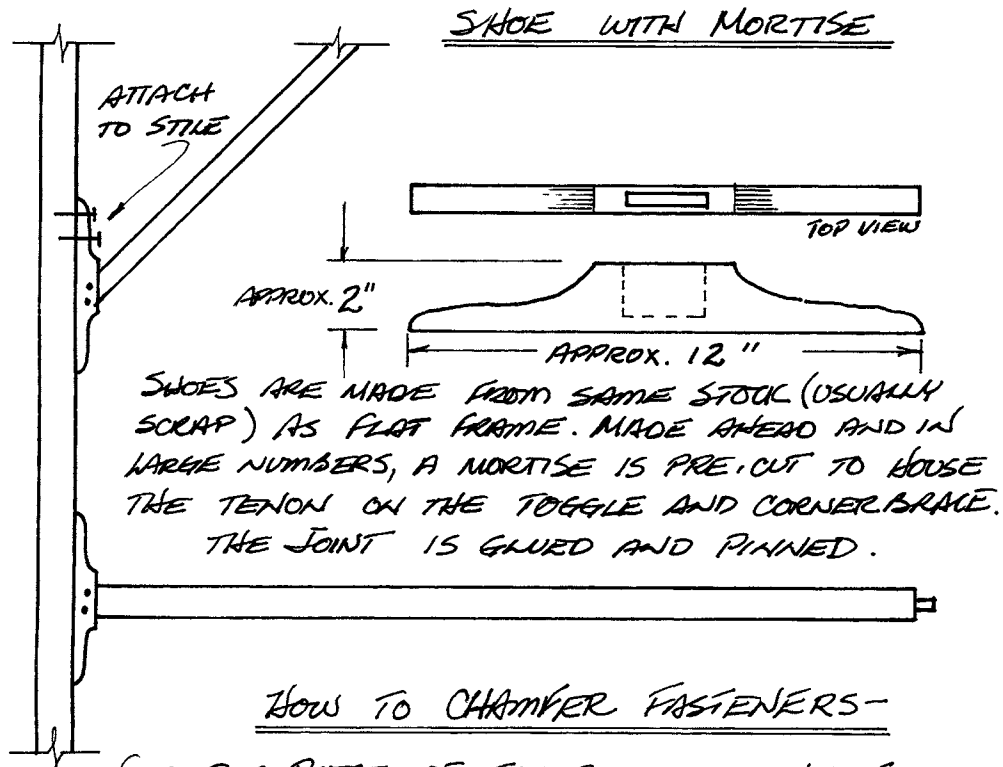 SHOE WITH MORTISE
ATTACH
TO STILE
TOP VIEW
APPROX. 2"
APPROX. 12"
SHOES ARE MADE FROM SAME STOCK (USUALLY
SCRAP) AS FLAT FRAME. MADE AHEAD AND IN
LARGE NUMBERS, A MORTISE IS PRE-CUT TO HOUSE
THE TENON ON THE TOGGLE AND CORNERBRACE.
THE JOINT IS GLUED AND PINNED.
HOW TO CHAMFER FASTENERS-